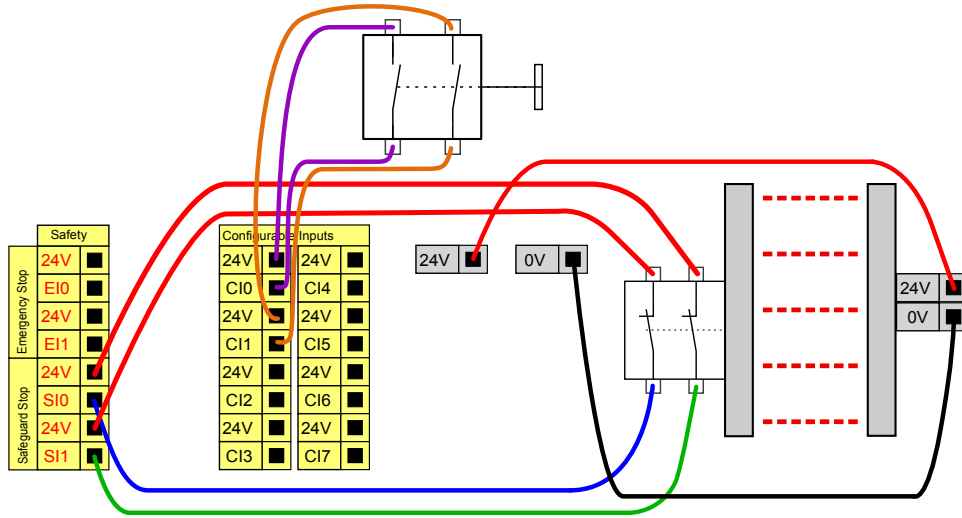 Safety
Emergency Stop
24V
EI0
24V
EI1
Safeguard Stop
24V
SI0
24V
SI1
Configurable Inputs
24V 24V
CI0 CI4
24V 24V
CI1 CI5
24V 24V
CI2 CI6
24V 24V
CI3 CI7
24V
0V
24V
0V